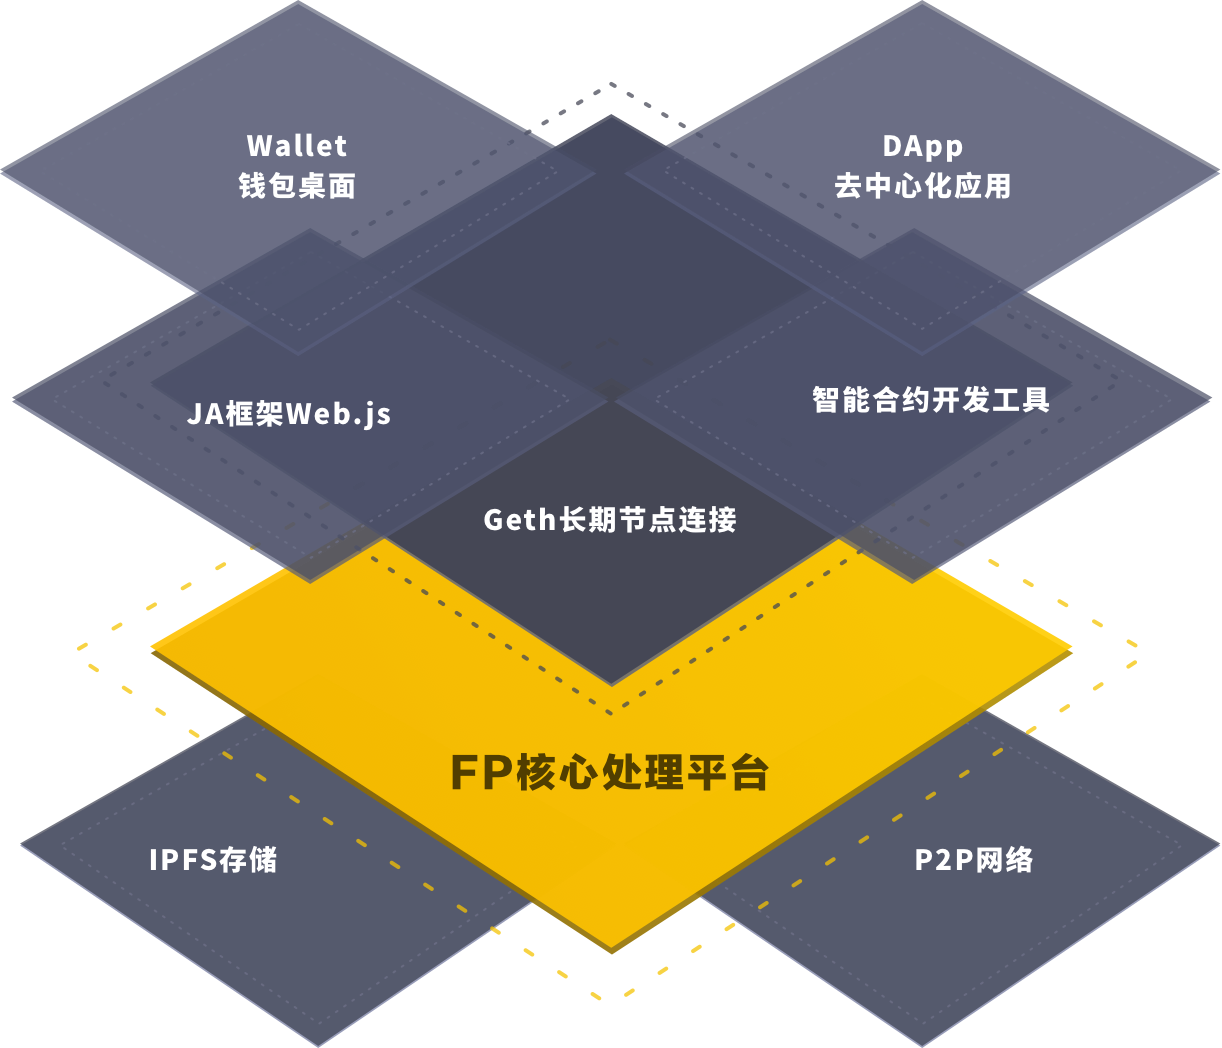 Wallet
钱包桌面
DApp
去中心化应用
JA框架Web.js
智能合约开发工具
Geth长期节点连接
FP核心处理平台
IPFS存储
P2P网络